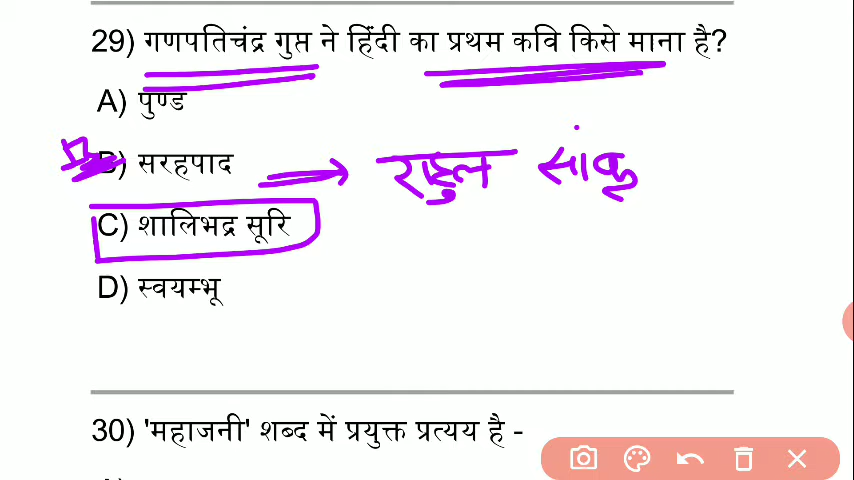 29) गणपतिचंद्र गुप्त ने हिंदी का प्रथम कवि किसे माना है?
A) पुण्ड
B) सरहपाद → राहुल सांकृ
C) शालिभद्र सूरि
D) स्वयम्भू
30) 'महाजनी' शब्द में प्रयुक्त प्रत्यय है -